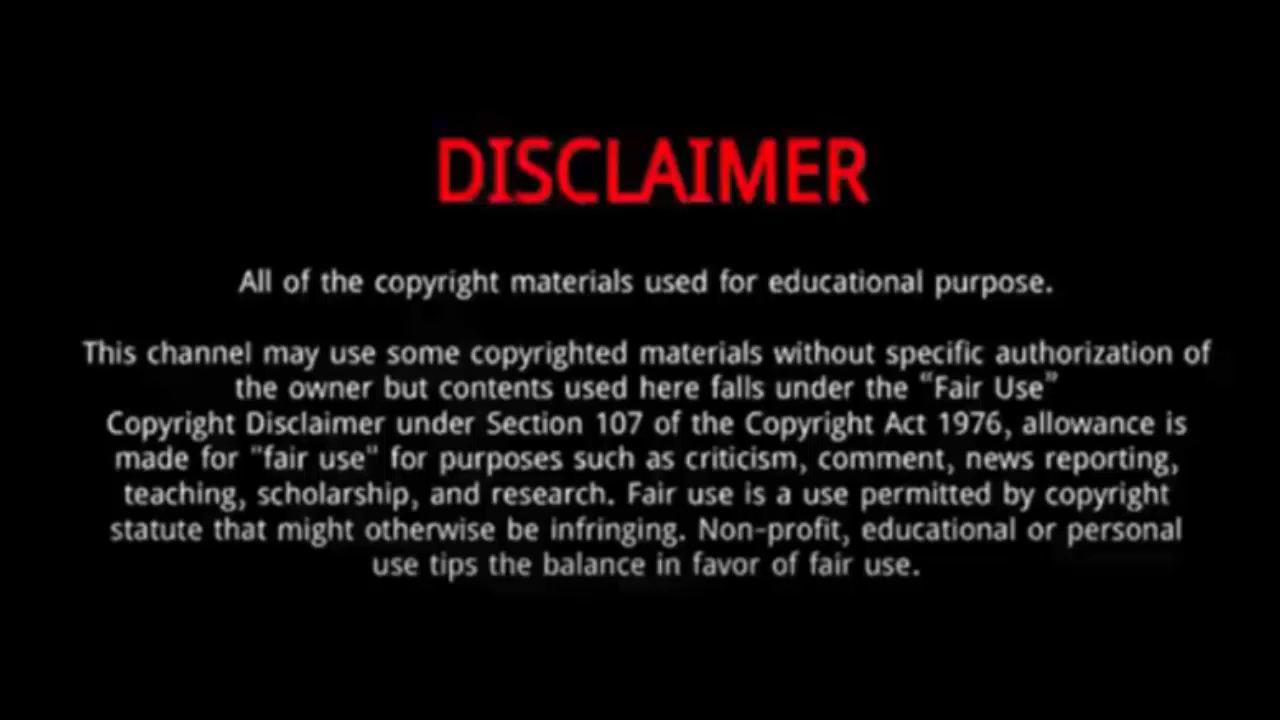 DISCLAIMER
All of the copyright materials used for educational purpose.
This channel may use some copyrighted materials without specific authorization of
the owner but contents used here falls under the “Fair Use”
Copyright Disclaimer under Section 107 of the Copyright Act 1976, allowance is
made for "fair use" for purposes such as criticism, comment, news reporting,
teaching, scholarship, and research. Fair use is a use permitted by copyright
statute that might otherwise be infringing. Non-profit, educational or personal
use tips the balance in favor of fair use.